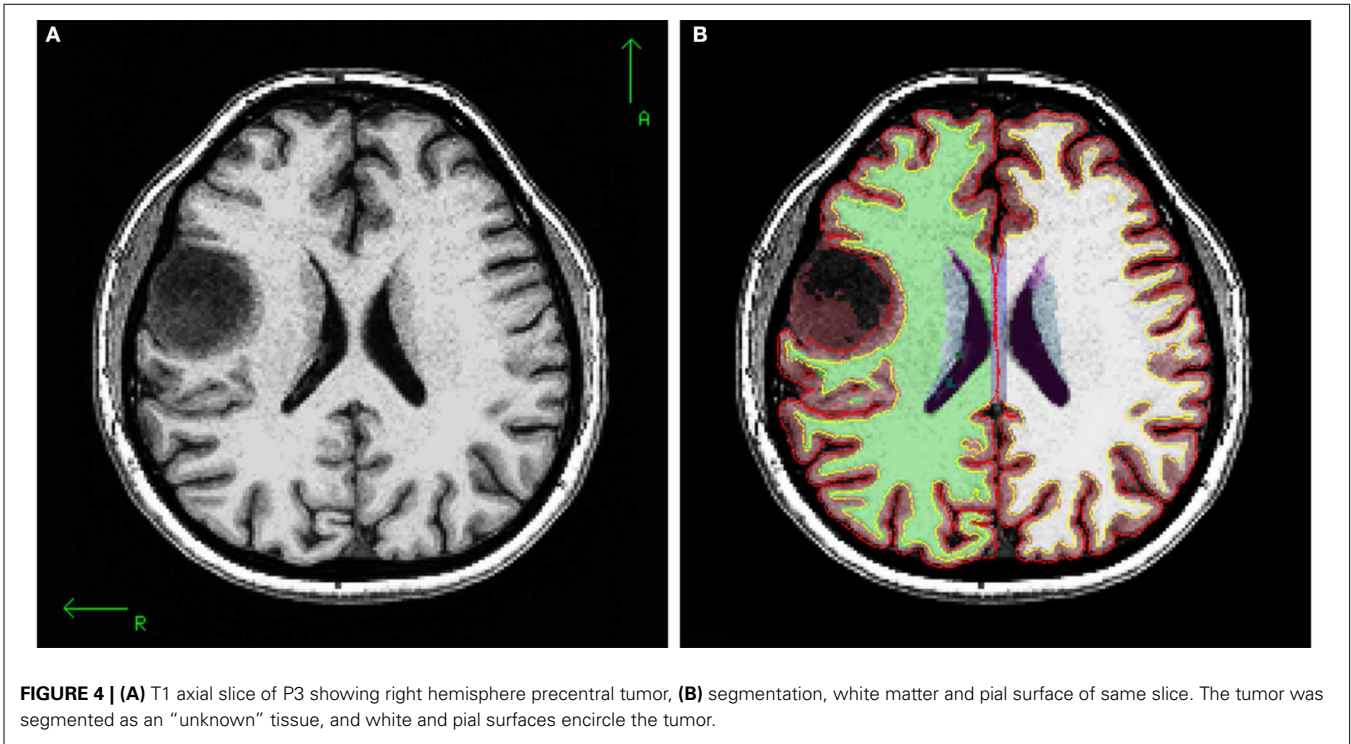 A
B
A
R
FIGURE 4 | (A) T1 axial slice of P3 showing right hemisphere precentral tumor, (B) segmentation, white matter and pial surface of same slice. The tumor was
segmented as an “unknown” tissue, and white and pial surfaces encircle the tumor.